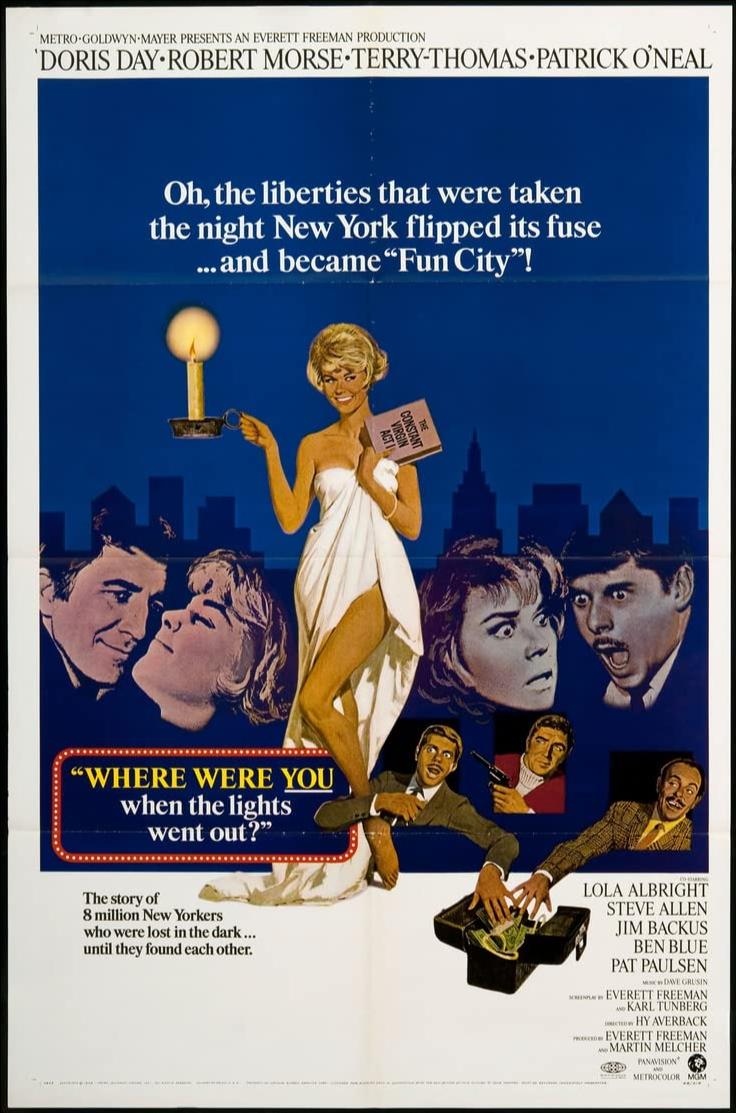 METRO-GOLDWYN-MAYER PRESENTS AN EVERETT FREEMAN PRODUCTION
DORIS DAY•ROBERT MORSE•TERRY-THOMAS•PATRICK O'NEAL
Oh, the liberties that were taken
the night New York flipped its fuse
...and became "Fun City"!
THE
CONSTANT
VIRGIN
ACT I
"WHERE WERE YOU
when the lights
went out?"
The story of
8 million New Yorkers
who were lost in the dark...
until they found each other.
CO-STARRING
LOLA ALBRIGHT
STEVE ALLEN
JIM BACKUS
BEN BLUE
PAT PAULSEN
MUSIC BY DAVE GRUSIN
SCREENPLAY BY EVERETT FREEMAN
AND KARL TUNBERG
DIRECTED BY HY AVERBACK
PRODUCED BY EVERETT FREEMAN
AND MARTIN MELCHER
PANAVISION®
AND METROCOLOR
MGM